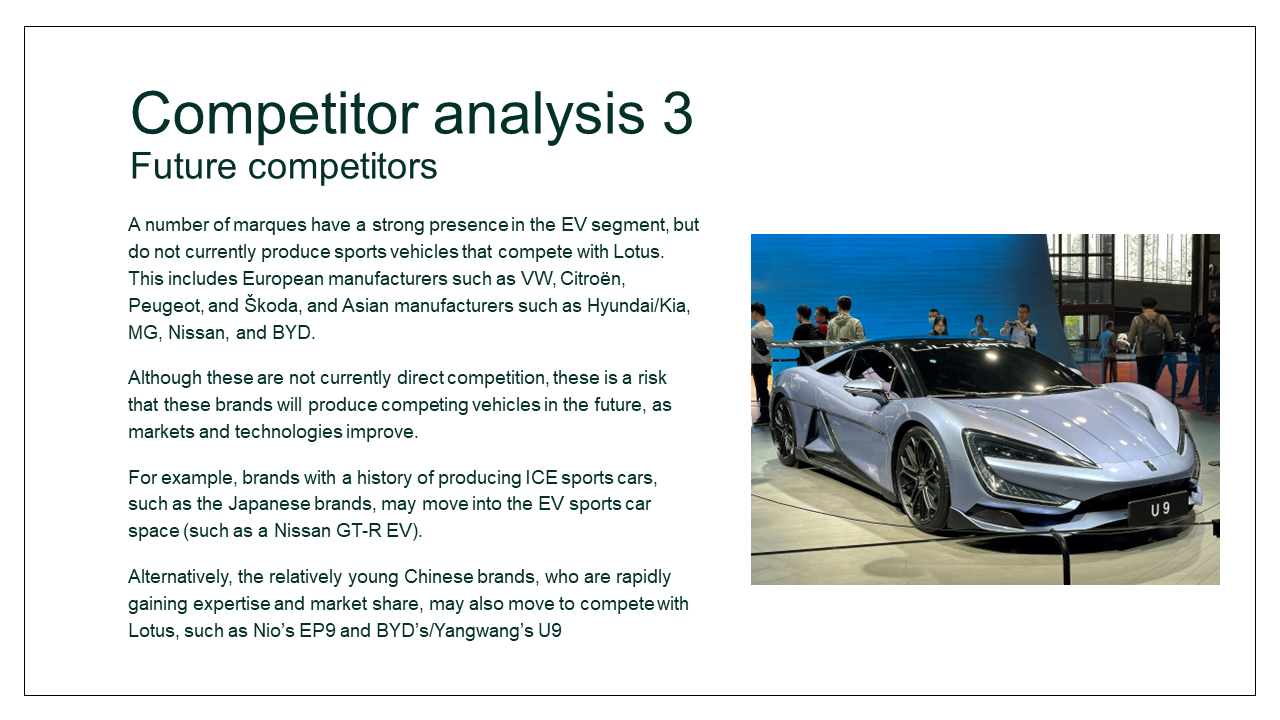 Competitor analysis 3
Future competitors
A number of marques have a strong presence in the EV segment, but
do not currently produce sports vehicles that compete with Lotus.
This includes European manufacturers such as VW, Citroën,
Peugeot, and Škoda, and Asian manufacturers such as Hyundai/Kia,
MG, Nissan, and BYD.
Although these are not currently direct competition, these is a risk
that these brands will produce competing vehicles in the future, as
markets and technologies improve.
For example, brands with a history of producing ICE sports cars,
such as the Japanese brands, may move into the EV sports car
space (such as a Nissan GT-R EV).
Alternatively, the relatively young Chinese brands, who are rapidly
gaining expertise and market share, may also move to compete with
Lotus, such as Nio’s EP9 and BYD’s/Yangwang’s U9
U9